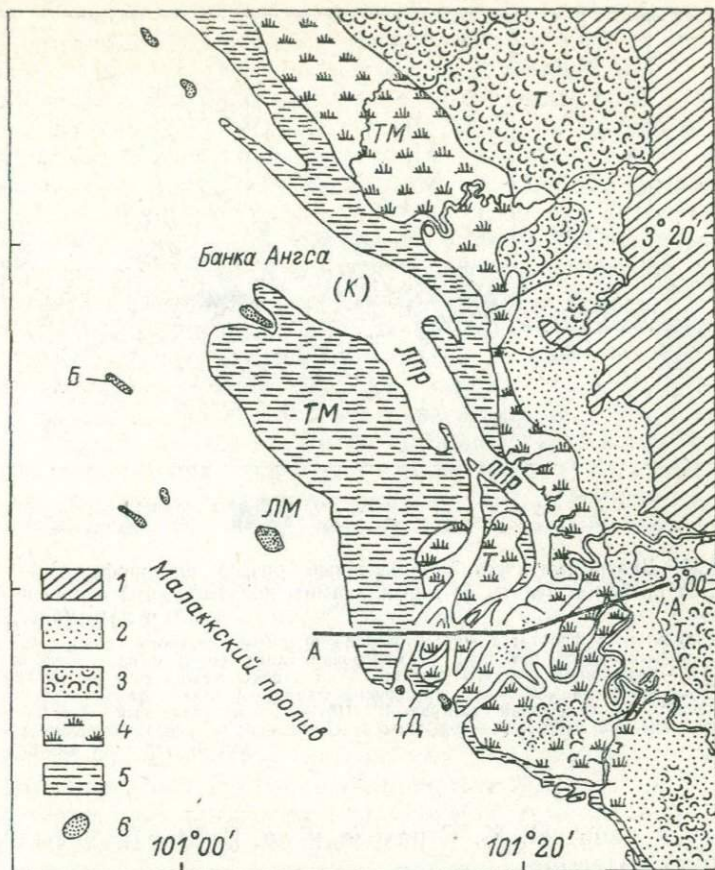 Т
ТМ
3° 20'
Банка Ангса
(К)
ЛПр
Б
ТМ
ЛПр
ЛМ
Т
3°00'
А'
Т
А
Малаккский пролив
ТД
1
2
3
4
5
6
101° 00'
101° 20'